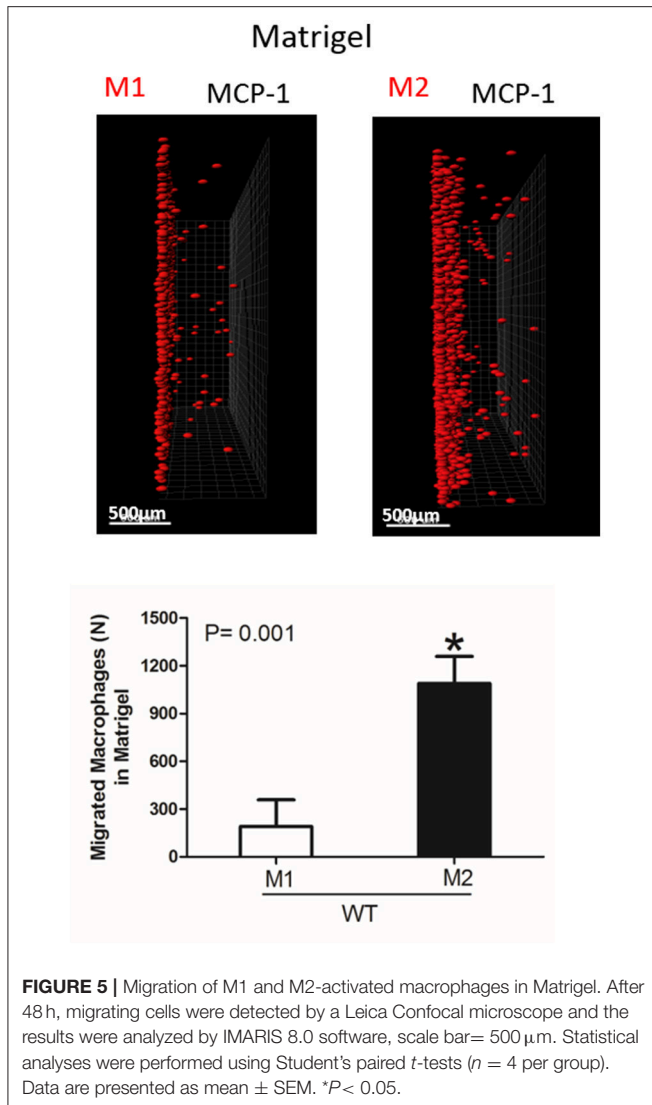 Matrigel
M1 MCP-1 M2 MCP-1
500µm 500µm
1500
1200
900
600
300
0
Migrated Macrophages (N)
in Matrigel
P= 0.001
*
M1 M2
WT
FIGURE 5 | Migration of M1 and M2-activated macrophages in Matrigel. After
48 h, migrating cells were detected by a Leica Confocal microscope and the
results were analyzed by IMARIS 8.0 software, scale bar= 500 µm. Statistical
analyses were performed using Student's paired t-tests (n = 4 per group).
Data are presented as mean ± SEM. *P< 0.05.